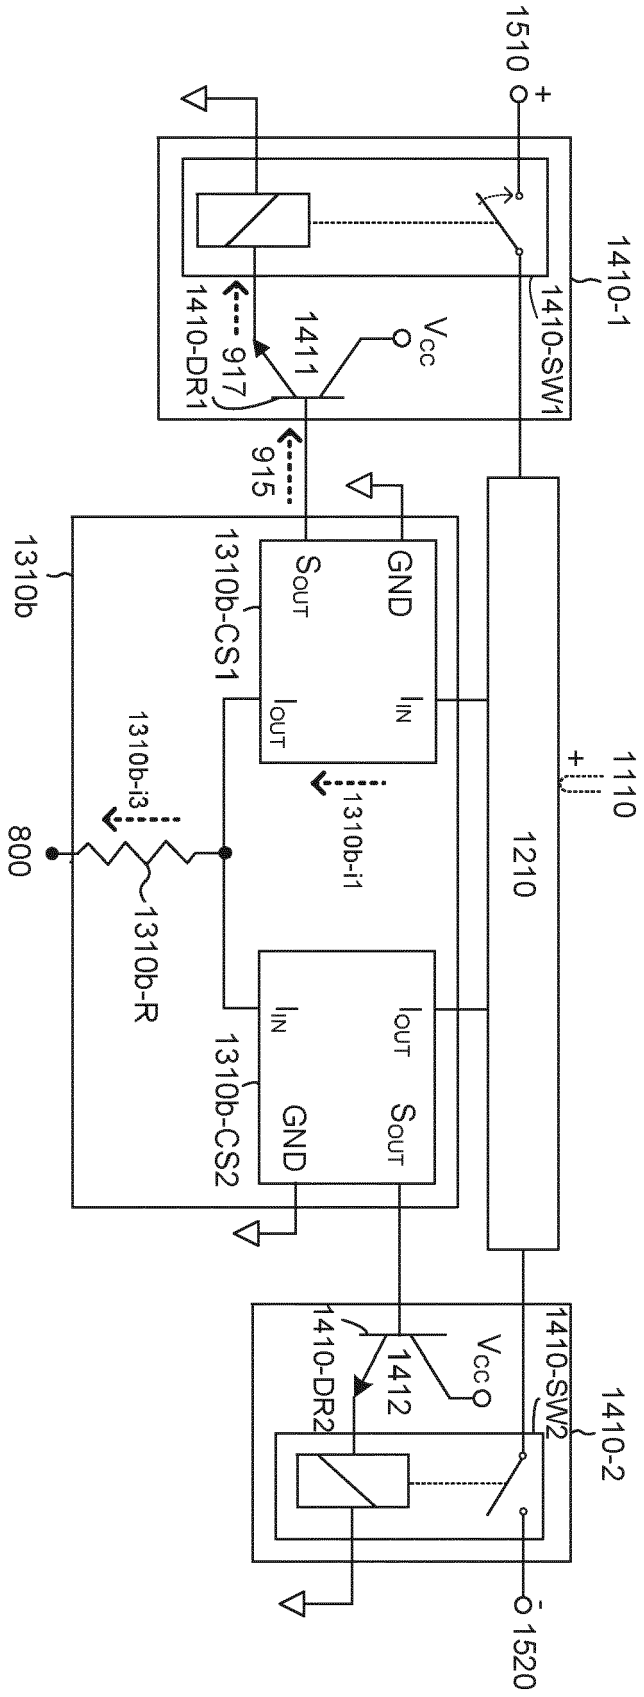 1510
+
1410-1
1410-SW1
VCC
1411
917
1410-DR1
915
1310b
1310b-CS1
SOUT
GND
IIN
IOUT
1310b-i1
1310b-i3
800
1310b-R
1110
+
1210
IIN
IOUT
SOUT
GND
1310b-CS2
1410-2
1410-SW2
VCC
1412
1410-DR2
-
1520